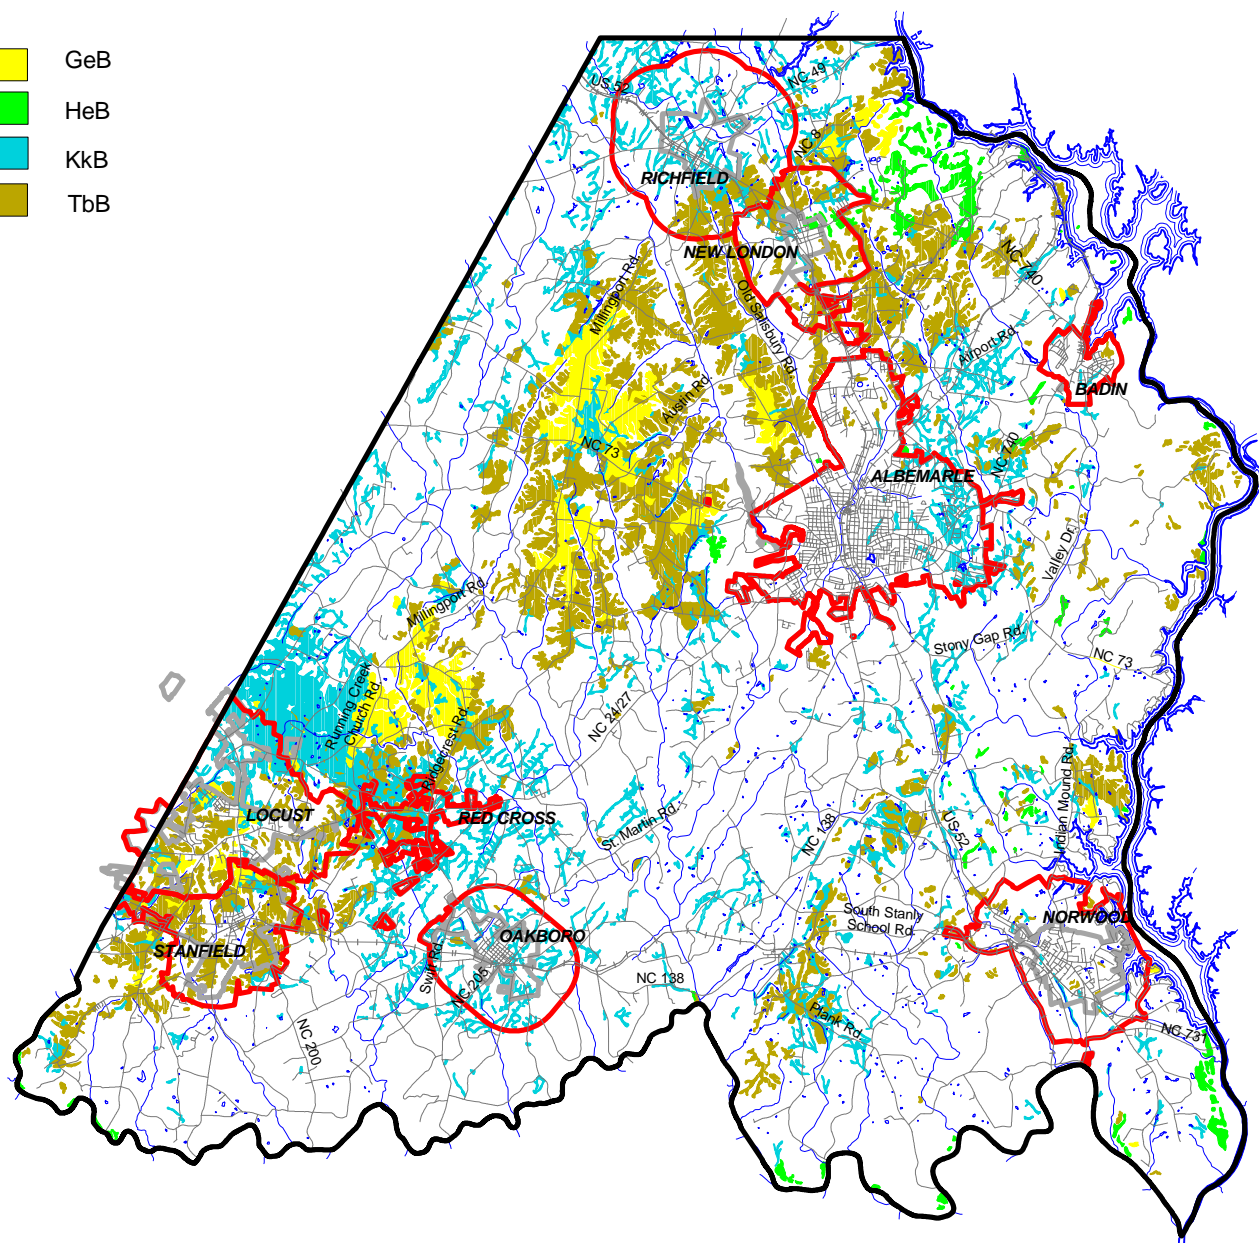 GeB
HeB
KkB
TbB
US 52
NC 49
NC 8
RICHFIELD
NEW LONDON
NC 740
Millingport Rd.
Old Salisbury Rd.
Airport Rd.
BADIN
Austin Rd.
NC 73
NC 740
ALBEMARLE
Valley Dr.
Millingport Rd.
Stony Gap Rd.
NC 73
Running Creek
Church Rd.
NC 24/27
Ridgecrest Rd.
Indian Mound Rd.
LOCUST
RED CROSS
St. Martin Rd.
NC 138
US 52
South Stanly
School Rd.
NORWOOD
OAKBORO
STANFIELD
Swift Rd.
NC 205
NC 138
Plank Rd.
NC 200
NC 731